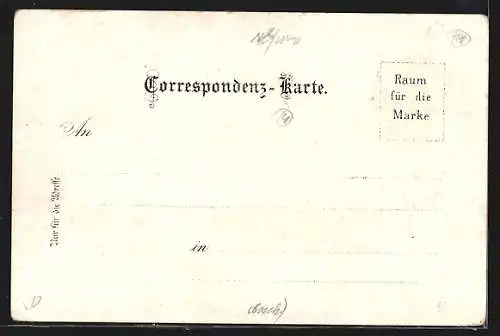 Correspondenz-Karte.
Raum
für die
Marke
An
Nur für die Adresse
in